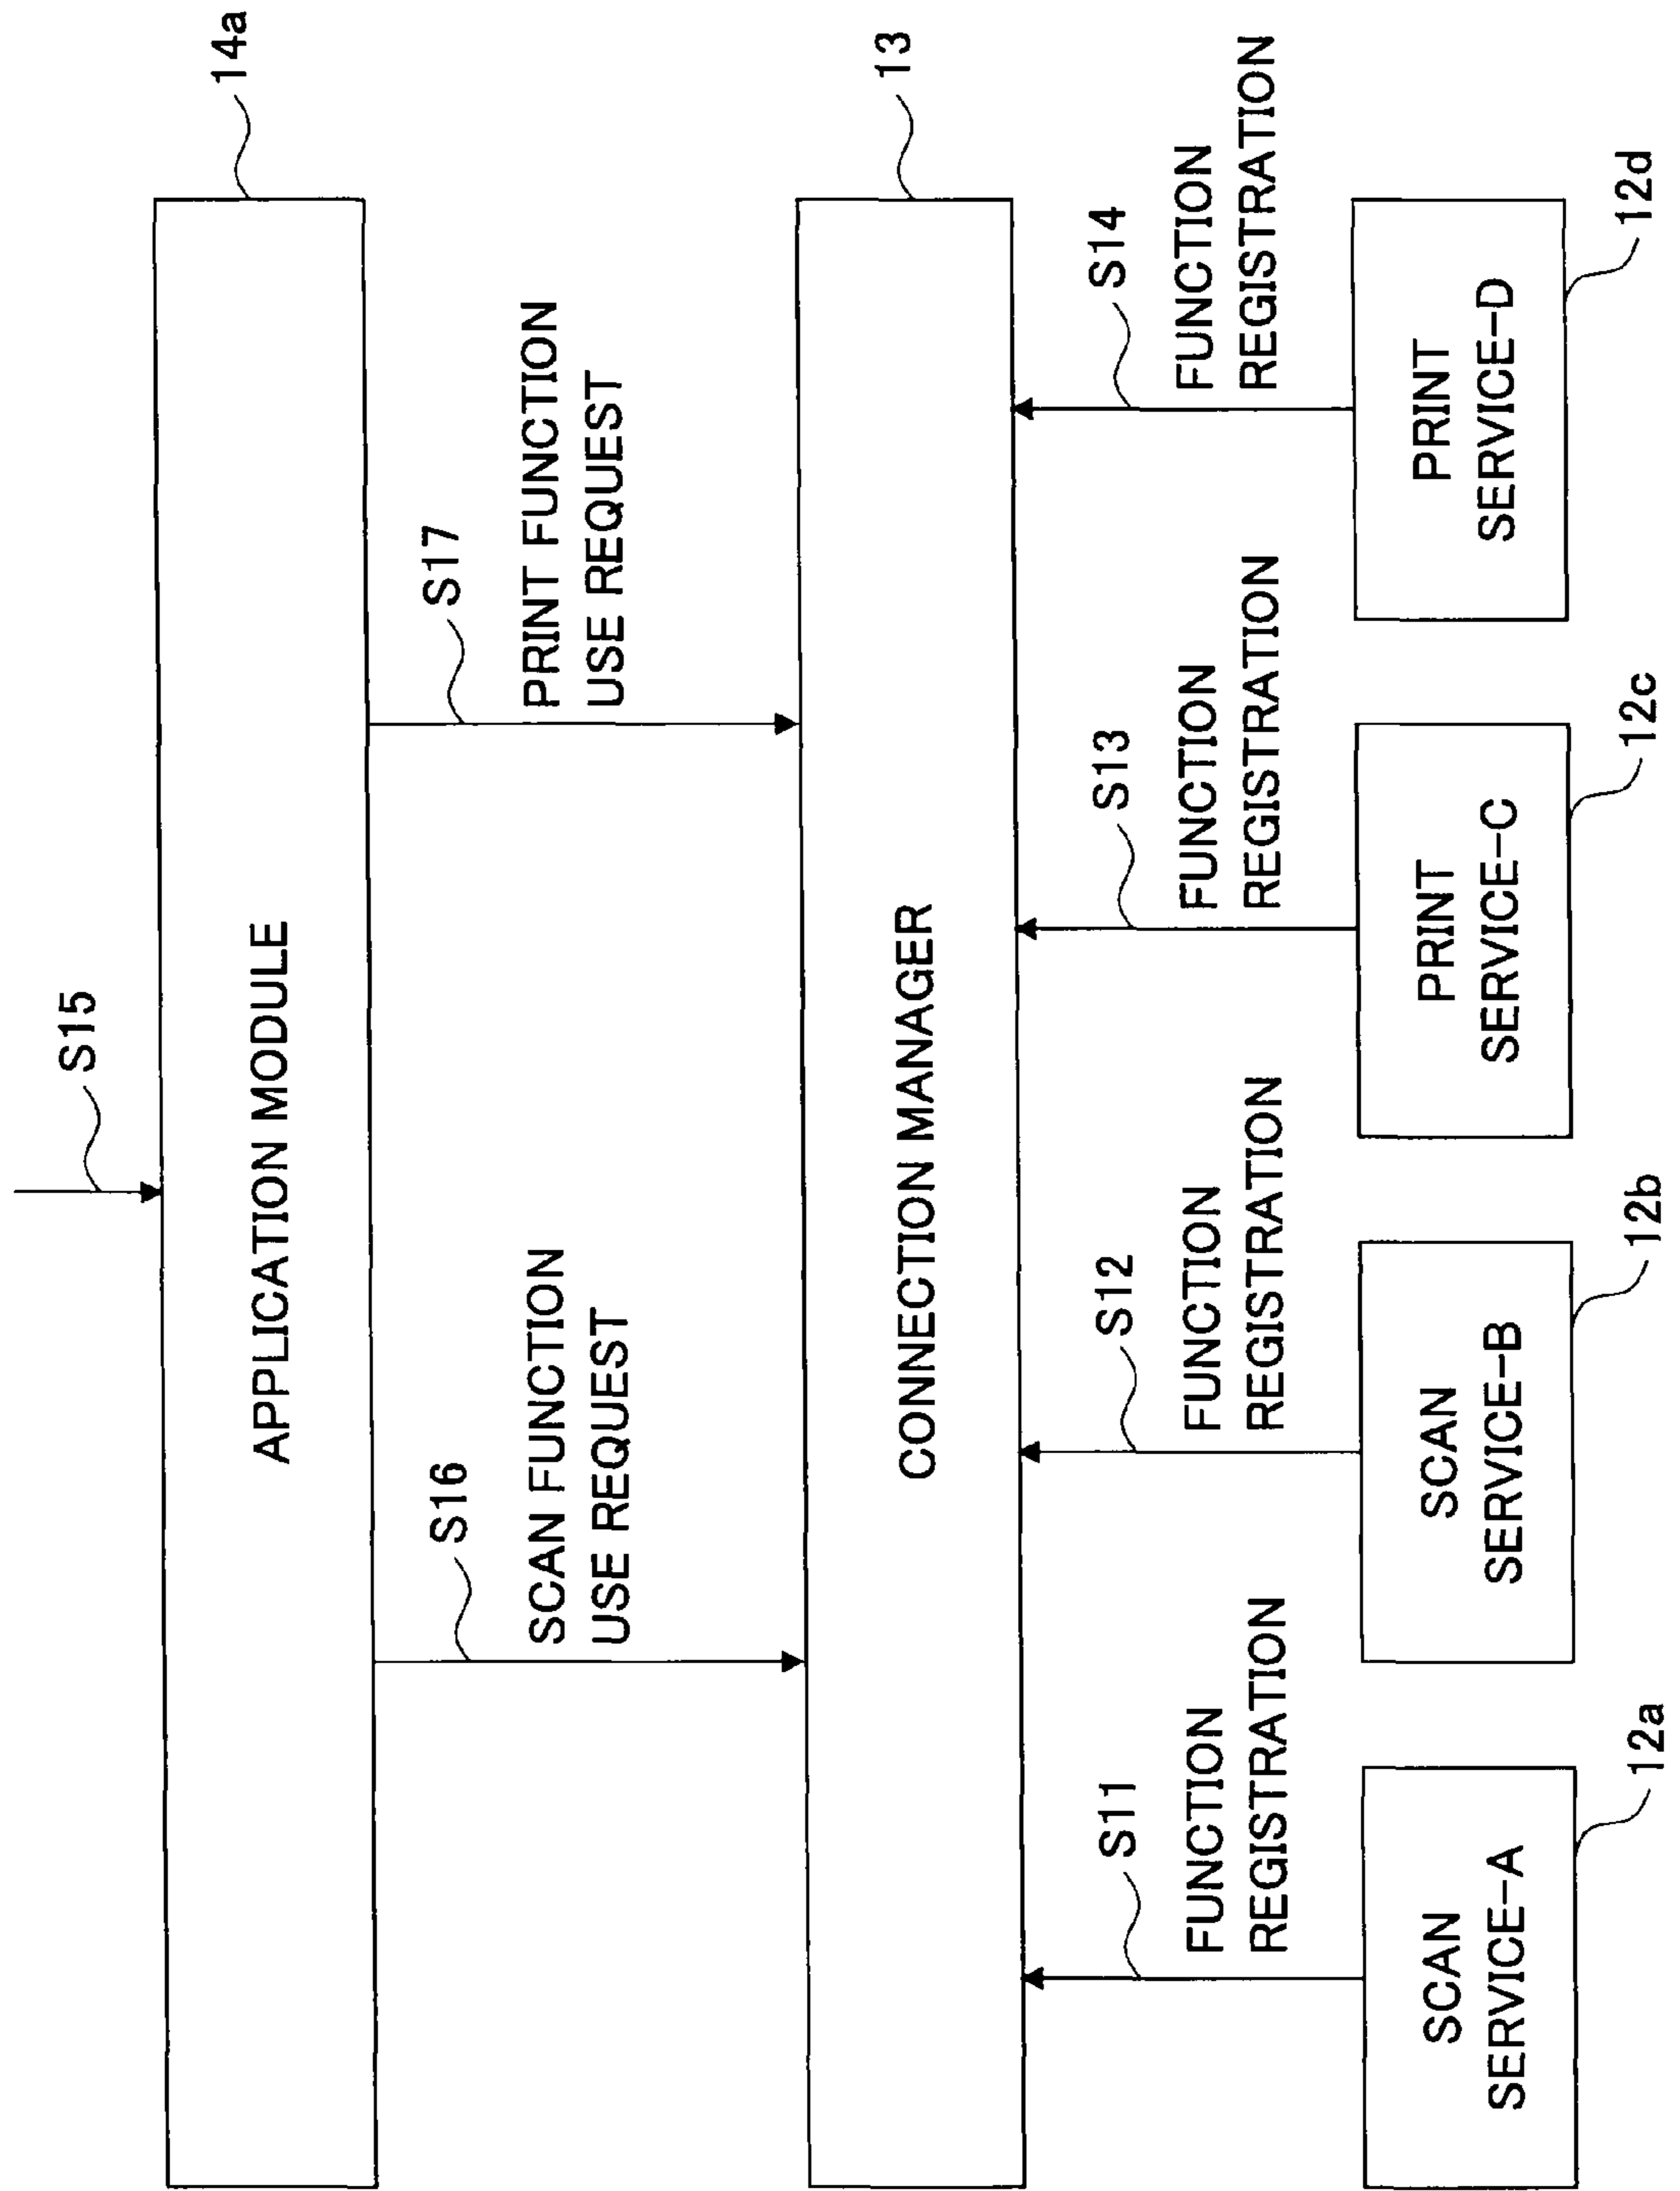 S15
14a
APPLICATION MODULE
S16
SCAN FUNCTION
USE REQUEST
S17
PRINT FUNCTION
USE REQUEST
13
CONNECTION MANAGER
S11
FUNCTION
REGISTRATION
S12
FUNCTION
REGISTRATION
S13
FUNCTION
REGISTRATION
S14
FUNCTION
REGISTRATION
SCAN
SERVICE-A
12a
SCAN
SERVICE-B
12b
PRINT
SERVICE-C
12c
PRINT
SERVICE-D
12d